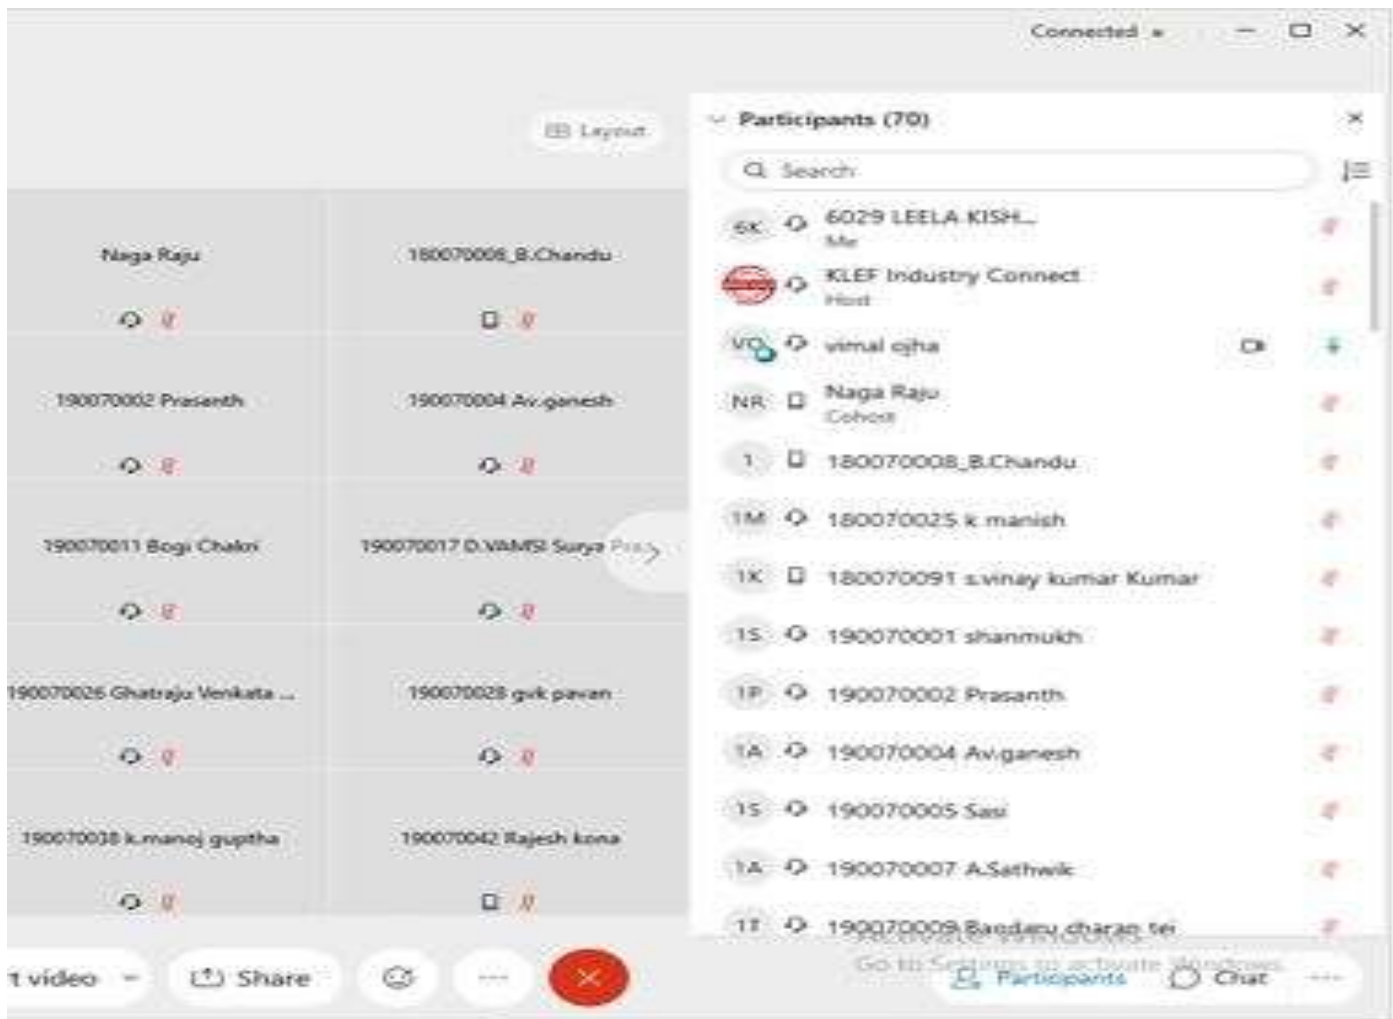 Connected
Layout
Participants (70)
Search
Naga Raju
180070008_B.Chandu
190070002 Prasanth
190070004 Av.ganesh
190070011 Bogi Chakri
190070017 D.VAMSI Surya
190070026 Ghatraju Venkata ...
190070028 gvk pavan
190070038 k.manoj guptha
190070042 Rajesh kona
6K
6029 LEELA KISH...
Me
KLEF Industry Connect
Host
VO
vimal ojha
NR
Naga Raju
Cohost
1
180070008_B.Chandu
1M
180070025 k manish
1K
180070091 s.vinay kumar Kumar
1S
190070001 shanmukh
1P
190070002 Prasanth
1A
190070004 Av.ganesh
1S
190070005 Sasi
1A
190070007 A.Sathwik
1T
190070009 Bandaru charan tej
Activate Windows
Go to Settings to activate Windows.
t video
Share
Participants
Chat